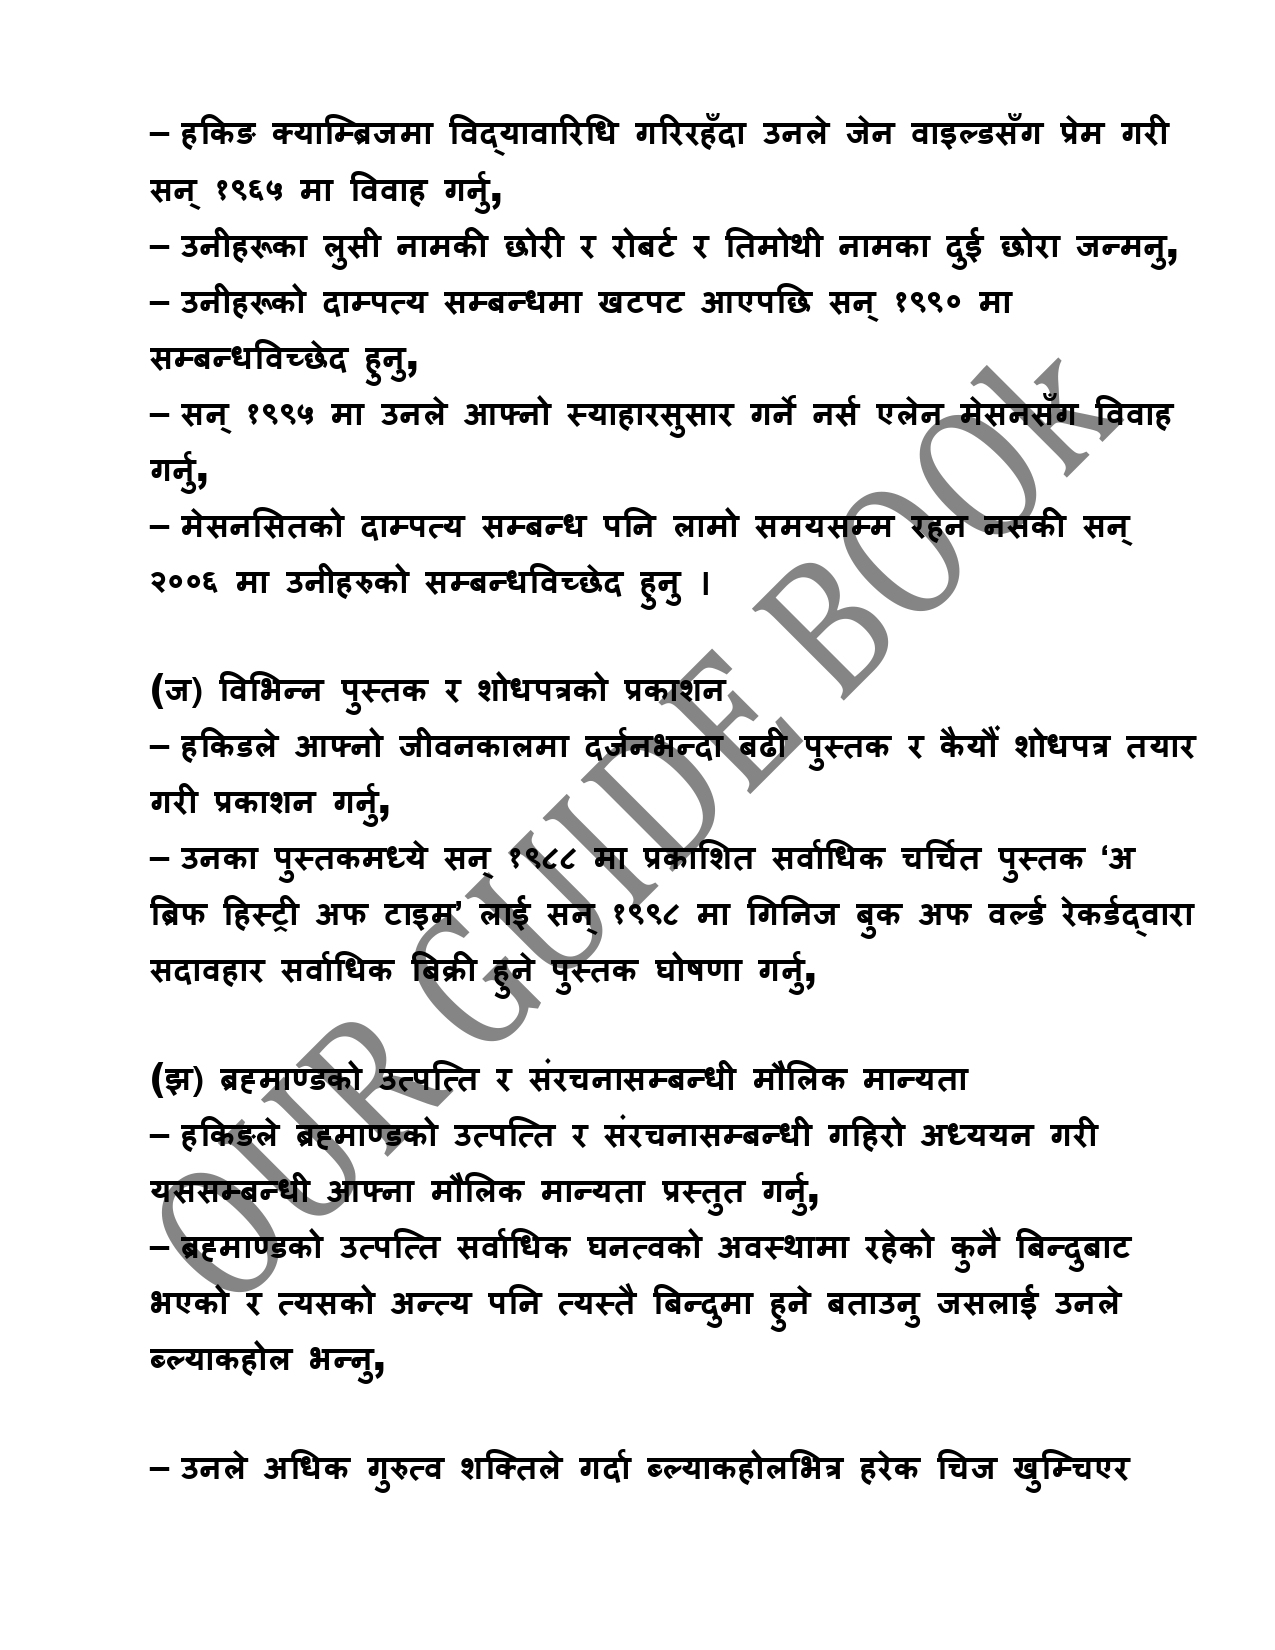 – हकिङ क्याम्ब्रिजमा विद्‌यावारिधि गरिरहँदा उनले जेन वाइल्डसँग प्रेम गरी
सन् १९६५ मा विवाह गर्नु,
– उनीहरूका लुसी नामकी छोरी र रोबर्ट र तिमोथी नामका दुई छोरा जन्मनु,
– उनीहरूको दाम्पत्य सम्बन्धमा खटपट आएपछि सन् १९९० मा
सम्बन्धविच्छेद हुनु,
– सन् १९९५ मा उनले आफ्नो स्याहारसुसार गर्ने नर्स एलेन मेसनसँग विवाह
गर्नु,
– मेसनसितको दाम्पत्य सम्बन्ध पनि लामो समयसम्म रहन नसकी सन्
२००६ मा उनीहरुको सम्बन्धविच्छेद हुनु ।
(ज) विभिन्न पुस्तक र शोधपत्रको प्रकाशन
– हकिडले आफ्नो जीवनकालमा दर्जनभन्दा बढी पुस्तक र कैयौं शोधपत्र तयार
गरी प्रकाशन गर्नु,
– उनका पुस्तकमध्ये सन् १९८८ मा प्रकाशित सर्वाधिक चर्चित पुस्तक ‘अ
ब्रिफ हिस्ट्री अफ टाइम’ लाई सन् १९९८ मा गिनिज बुक अफ वर्ल्ड रेकर्डद्‌वारा
सदावहार सर्वाधिक बिक्री हुने पुस्तक घोषणा गर्नु,
(झ) ब्रह्माण्डको उत्पत्ति र संरचनासम्बन्धी मौलिक मान्यता
– हकिङले ब्रह्माण्डको उत्पत्ति र संरचनासम्बन्धी गहिरो अध्ययन गरी
यससम्बन्धी आफ्ना मौलिक मान्यता प्रस्तुत गर्नु,
– ब्रह्माण्डको उत्पत्ति सर्वाधिक घनत्वको अवस्थामा रहेको कुनै बिन्दुबाट
भएको र त्यसको अन्त्य पनि त्यस्तै बिन्दुमा हुने बताउनु जसलाई उनले
ब्ल्याकहोल भन्नु,
– उनले अधिक गुरुत्व शक्तिले गर्दा ब्ल्याकहोलभित्र हरेक चिज खुम्चिएर
OUR GUIDE BOOk